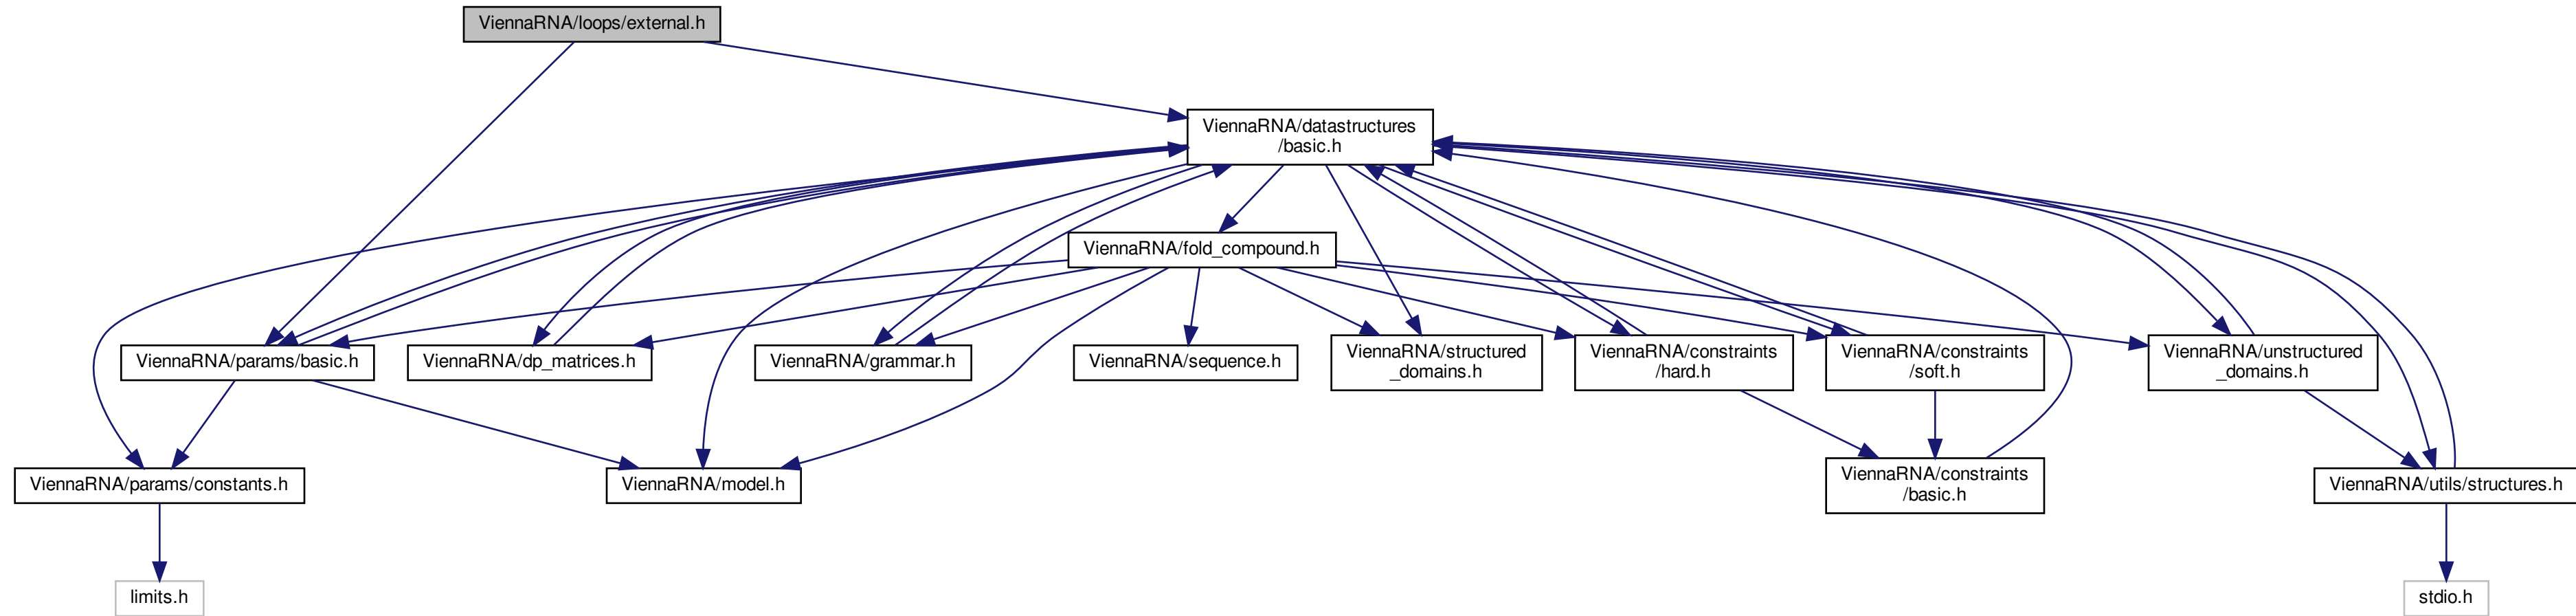 ViennaRNA/loops/external.h
ViennaRNA/datastructures
/basic.h
ViennaRNA/fold_compound.h
ViennaRNA/params/basic.h
ViennaRNA/dp_matrices.h
ViennaRNA/grammar.h
ViennaRNA/sequence.h
ViennaRNA/structured
_domains.h
ViennaRNA/constraints
/hard.h
ViennaRNA/constraints
/soft.h
ViennaRNA/unstructured
_domains.h
ViennaRNA/params/constants.h
ViennaRNA/model.h
ViennaRNA/constraints
/basic.h
ViennaRNA/utils/structures.h
limits.h
stdio.h